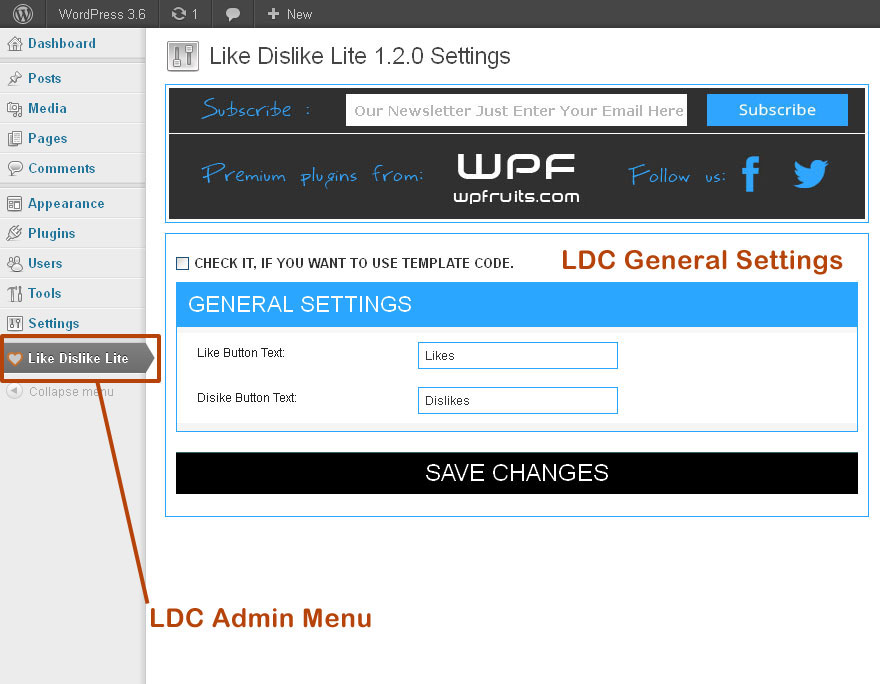 WordPress 3.6 1 + New
Dashboard
Posts
Media
Pages
Comments
Appearance
Plugins
Users
Tools
Settings
Like Dislike Lite
Collapse menu
LDC Admin Menu
Like Dislike Lite 1.2.0 Settings
Subscribe : Our Newsletter Just Enter Your Email Here Subscribe
Premium plugins from: WPF Follow us:
wpfruits.com
LDC General Settings
CHECK IT, IF YOU WANT TO USE TEMPLATE CODE.
GENERAL SETTINGS
Like Button Text: Likes
Disike Button Text: Dislikes
SAVE CHANGES